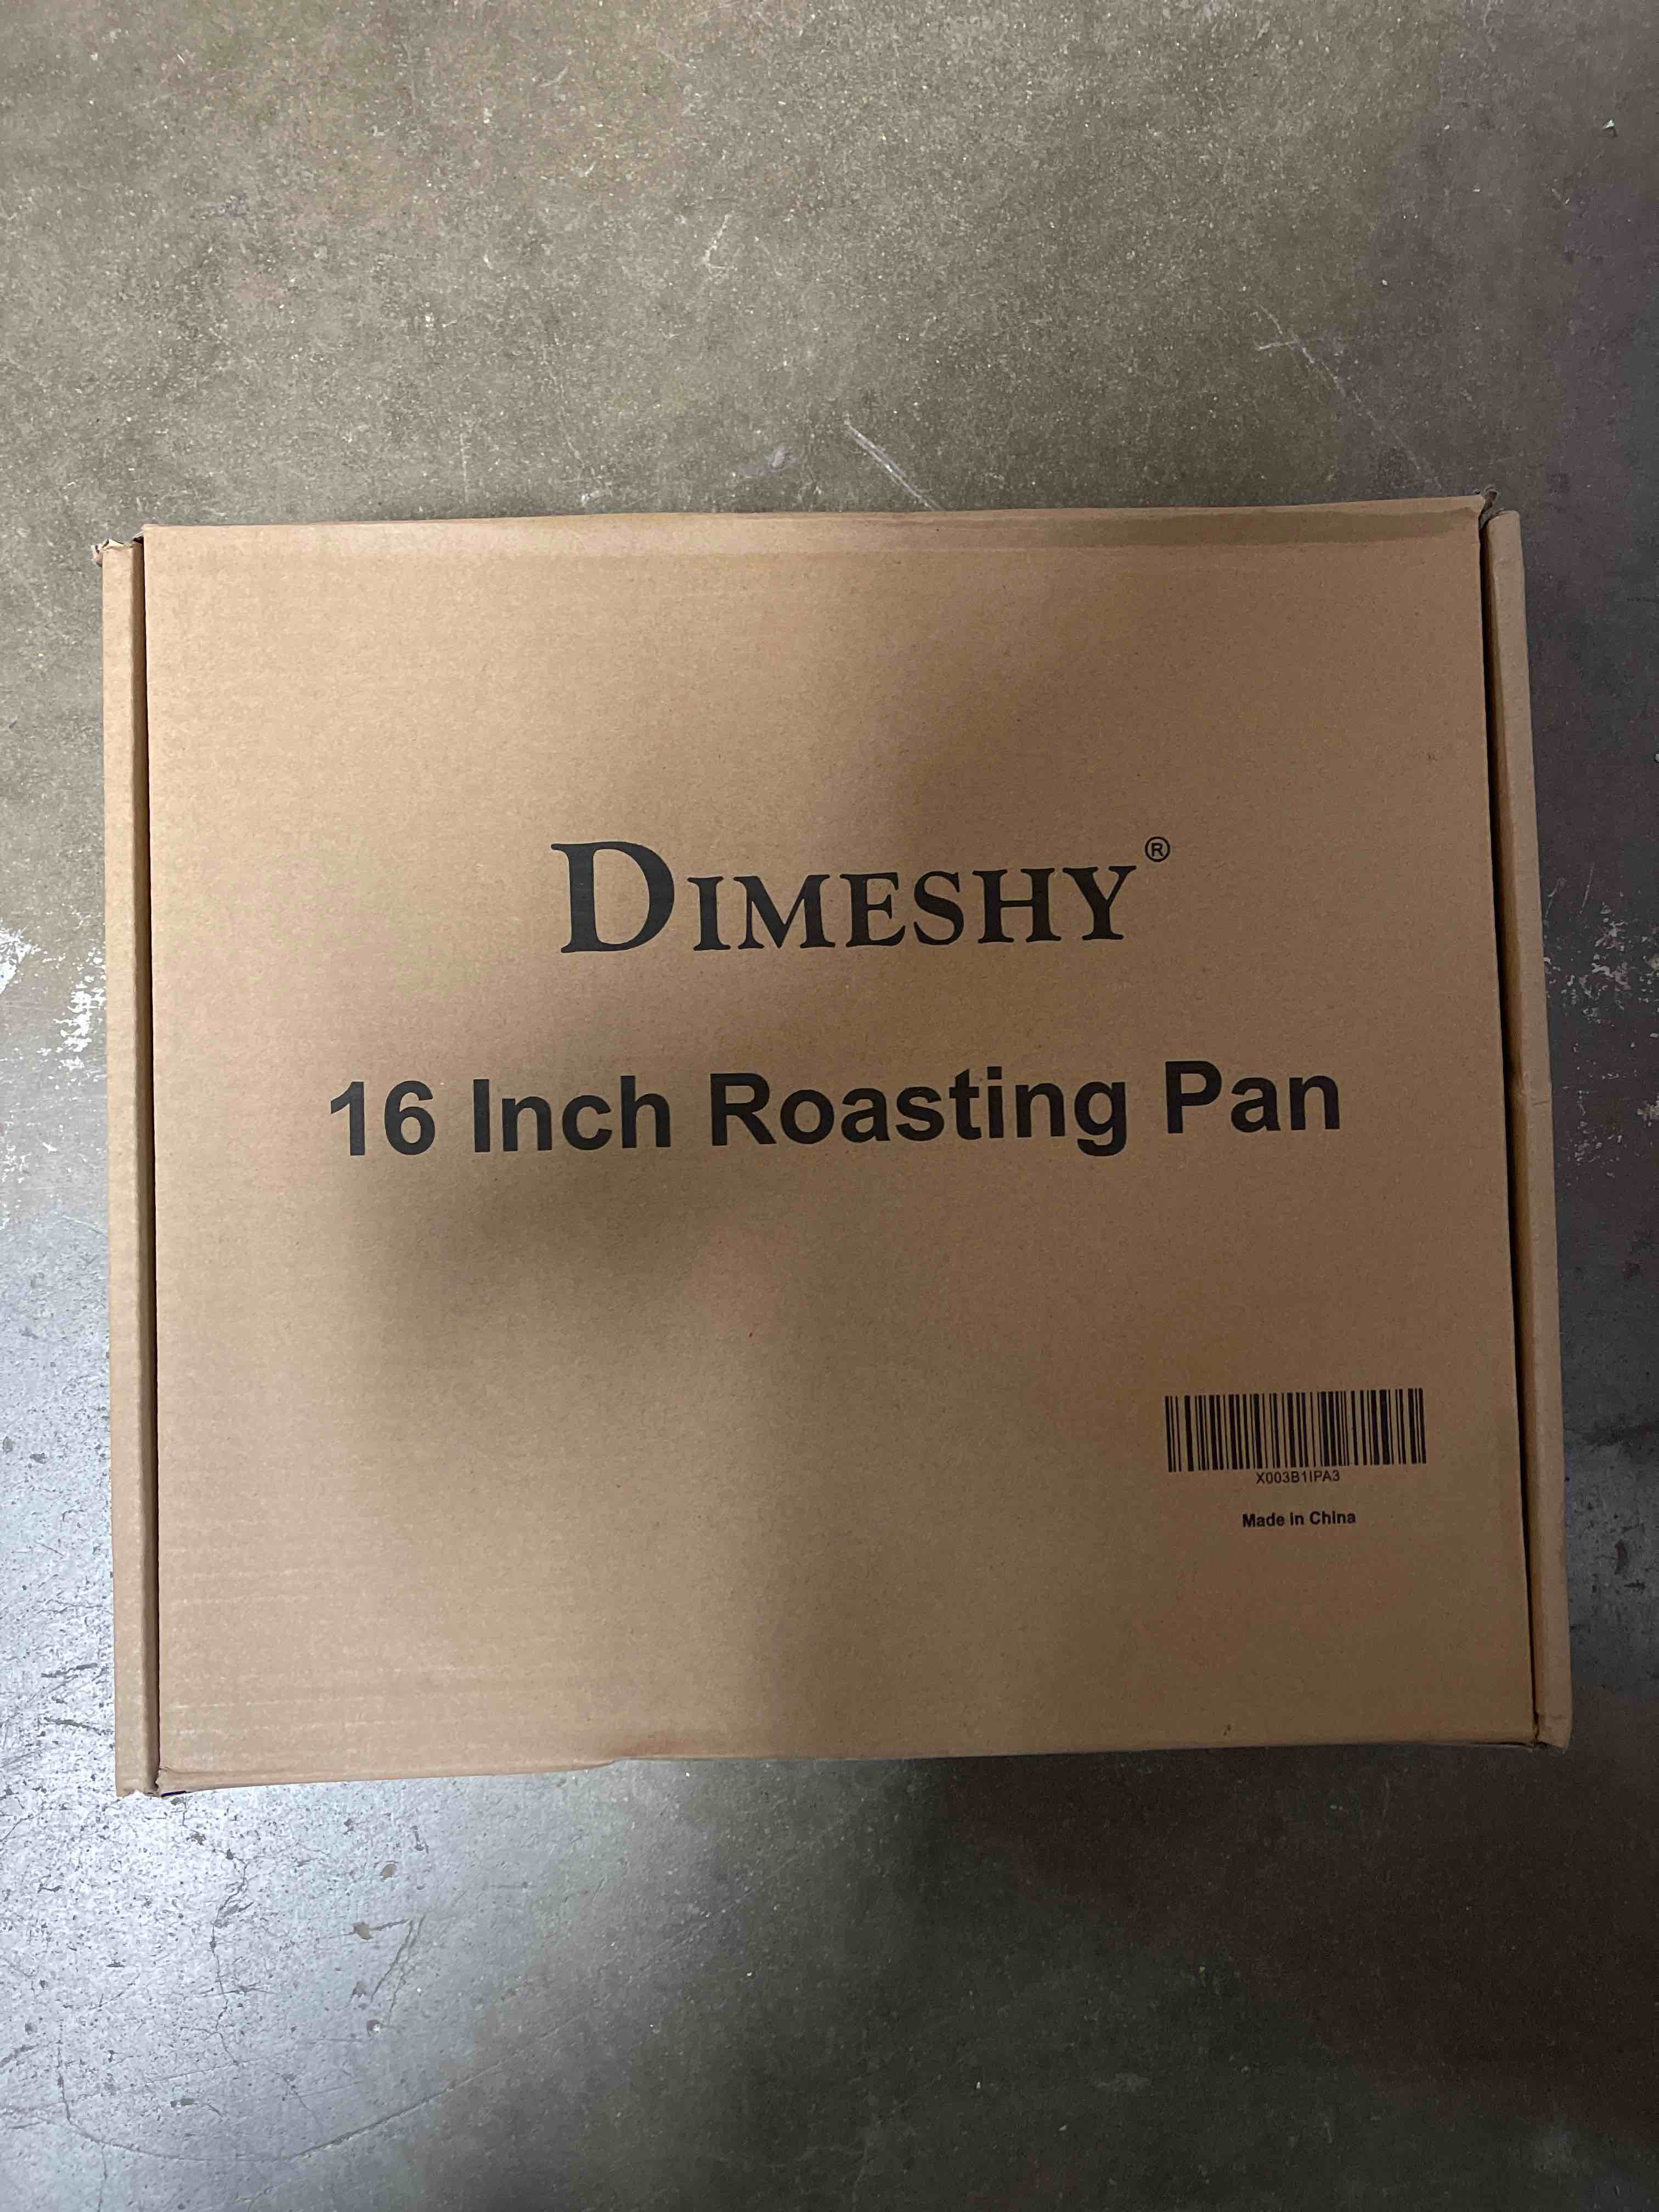 DIMESHY®
16 Inch Roasting Pan
X003B1IPA3
Made in China